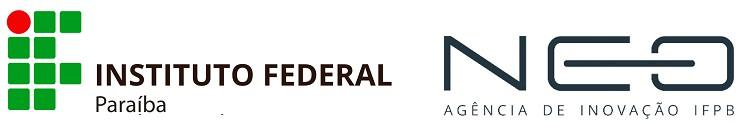 INSTITUTO FEDERAL
Paraíba
NEO
AGÊNCIA DE INOVAÇÃO IFPB